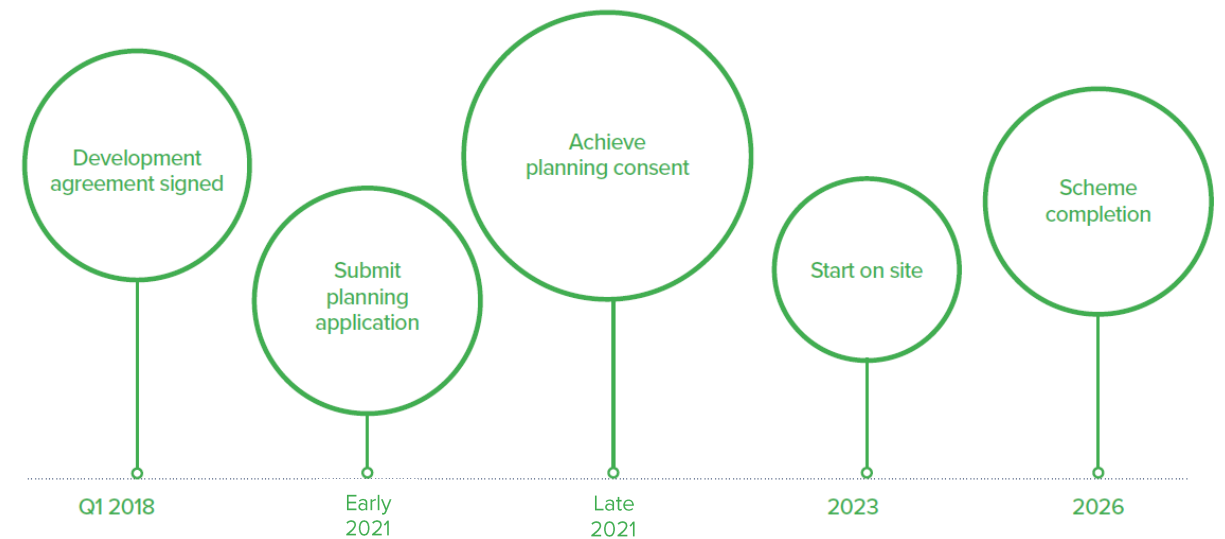 Development
agreement signed
Submit
planning
application
Achieve
planning consent
Start on site
Scheme
completion
Q1 2018
Early
2021
Late
2021
2023
2026